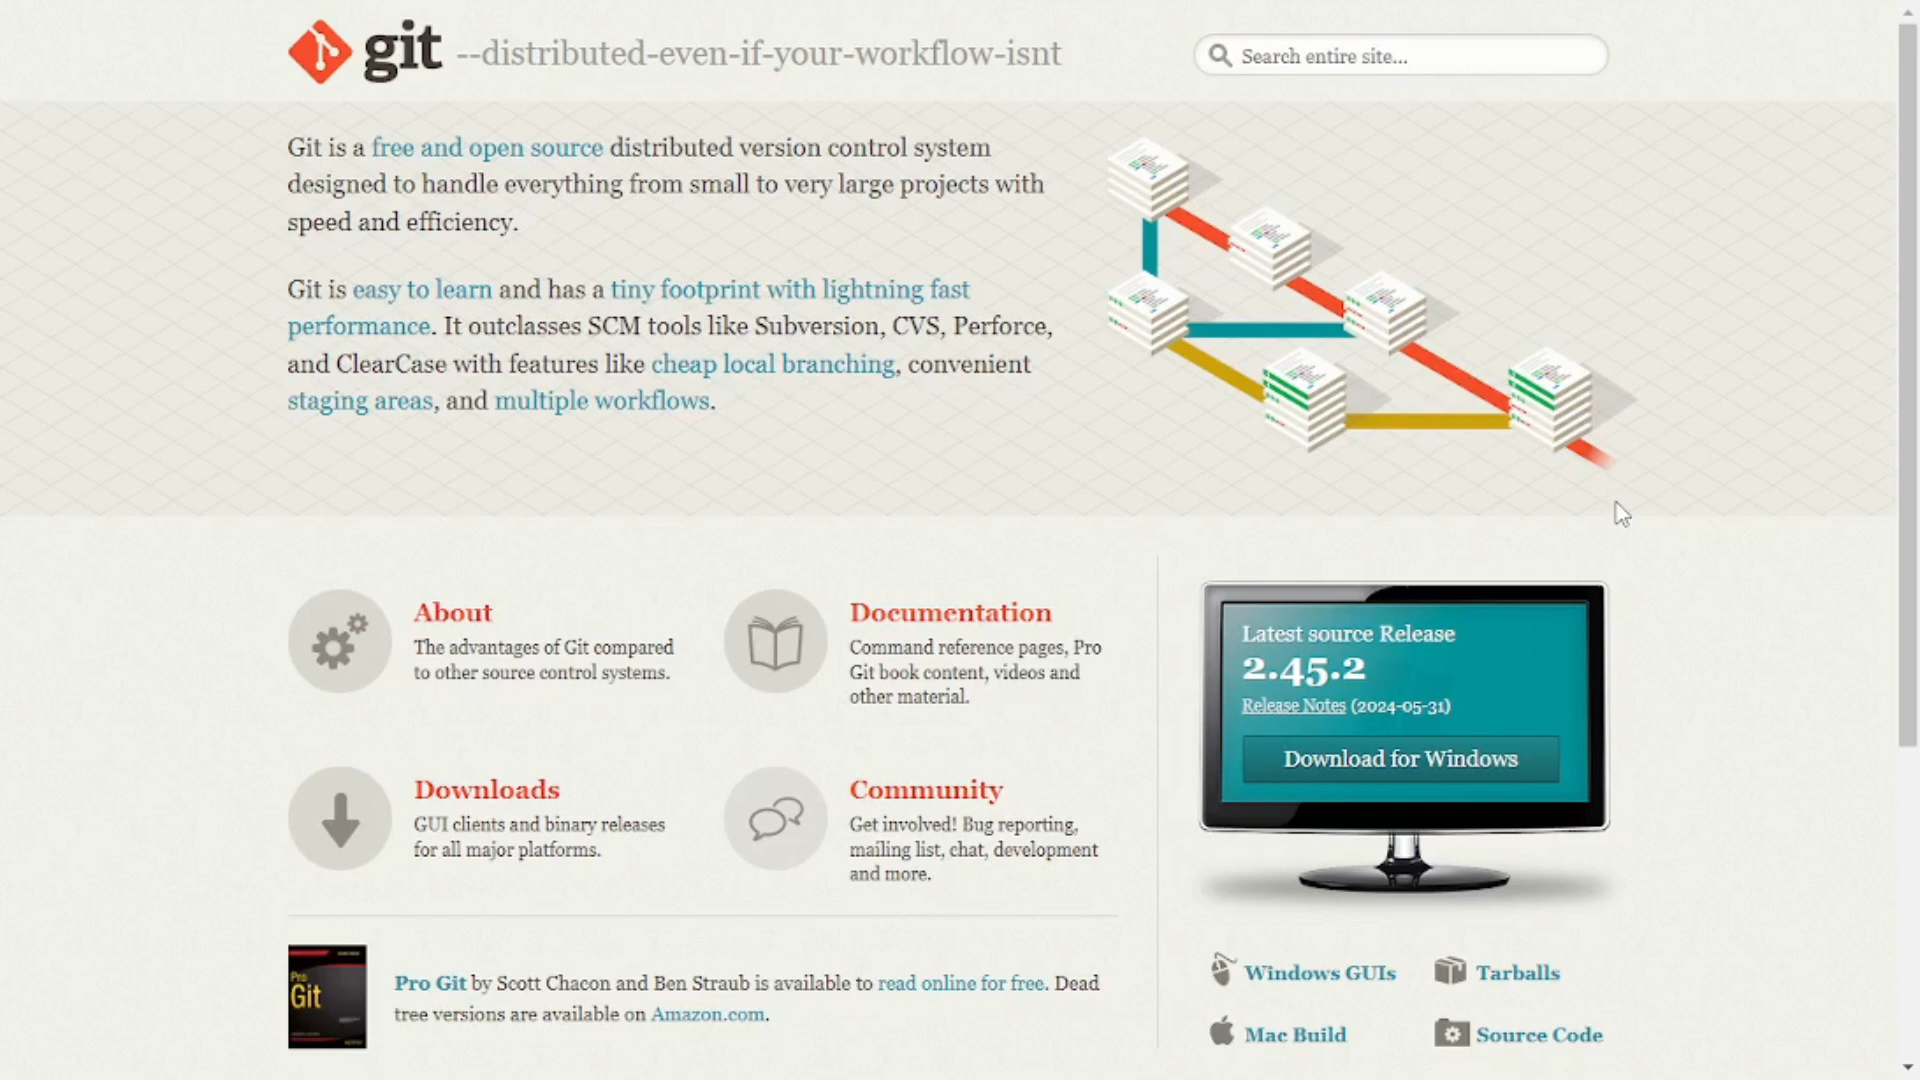 git --distributed-even-if-your-workflow-isnt
Search entire site...
Git is a free and open source distributed version control system
designed to handle everything from small to very large projects with
speed and efficiency.
Git is easy to learn and has a tiny footprint with lightning fast
performance. It outclasses SCM tools like Subversion, CVS, Perforce,
and ClearCase with features like cheap local branching, convenient
staging areas, and multiple workflows.
About
The advantages of Git compared
to other source control systems.
Documentation
Command reference pages, Pro
Git book content, videos and
other material.
Downloads
GUI clients and binary releases
for all major platforms.
Community
Get involved! Bug reporting,
mailing list, chat, development
and more.
Pro
Git
Pro Git by Scott Chacon and Ben Straub is available to read online for free. Dead
tree versions are available on Amazon.com.
Latest source Release
2.45.2
Release Notes (2024-05-31)
Download for Windows
Windows GUIs
Tarballs
Mac Build
Source Code